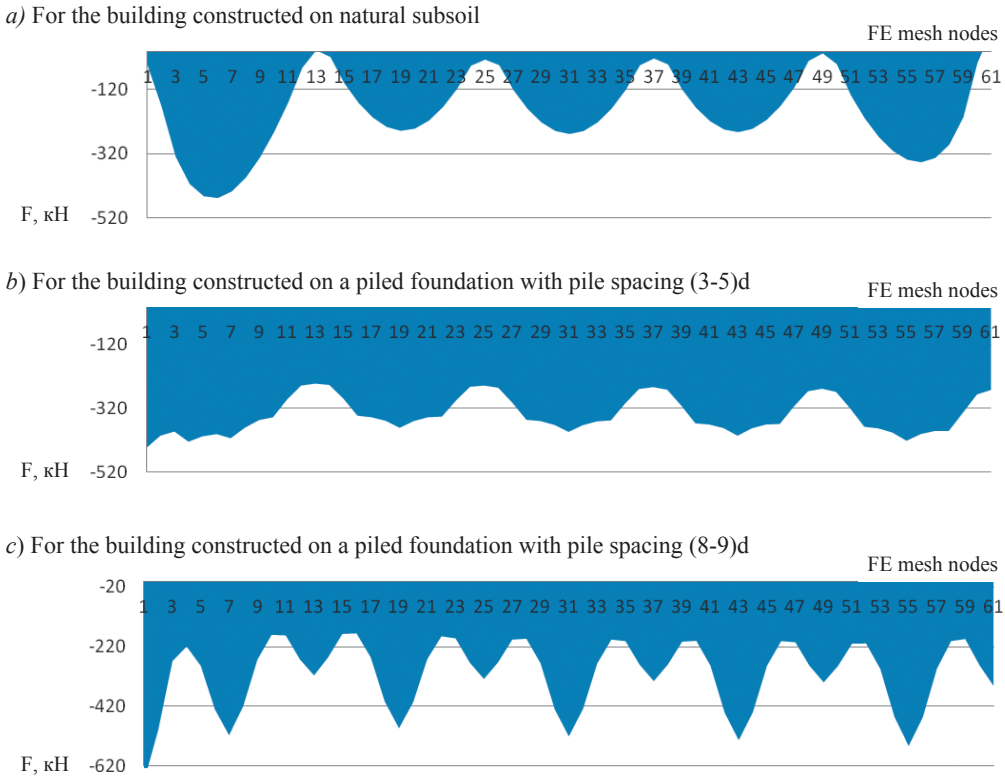 a) For the building constructed on natural subsoil
FE mesh nodes
1 3 5 7 9 11 13 15 17 19 21 23 25 27 29 31 33 35 37 39 41 43 45 47 49 51 53 55 57 59 61
-120
-320
F, кН -520
b) For the building constructed on a piled foundation with pile spacing (3-5)d
FE mesh nodes
1 3 5 7 9 11 13 15 17 19 21 23 25 27 29 31 33 35 37 39 41 43 45 47 49 51 53 55 57 59 61
-120
-320
F, кН -520
c) For the building constructed on a piled foundation with pile spacing (8-9)d
FE mesh nodes
-20
1 3 5 7 9 11 13 15 17 19 21 23 25 27 29 31 33 35 37 39 41 43 45 47 49 51 53 55 57 59 61
-220
-420
F, кН -620